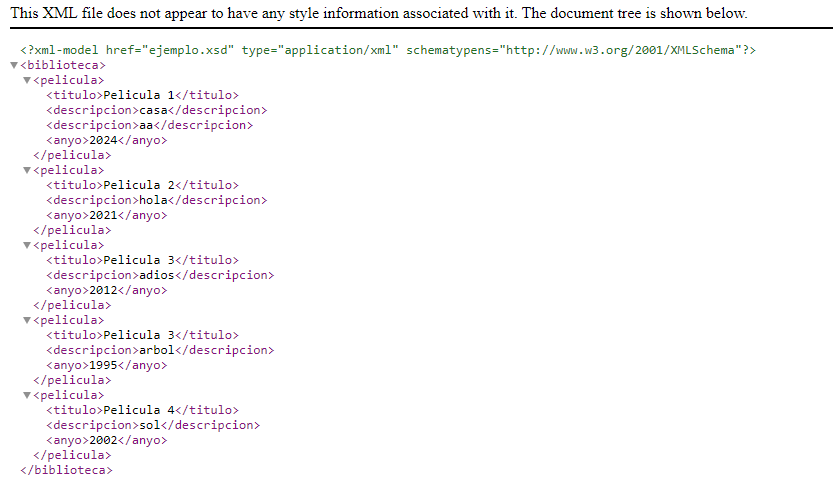 This XML file does not appear to have any style information associated with it. The document tree is shown below.
<?xml-model href="ejemplo.xsd" type="application/xml" schematypens="http://www.w3.org/2001/XMLSchema"?>
▼<biblioteca>
▼<pelicula>
<titulo>Pelicula 1</titulo>
<descripcion>casa</descripcion>
<descripcion>aa</descripcion>
<anyo>2024</anyo>
</pelicula>
▼<pelicula>
<titulo>Pelicula 2</titulo>
<descripcion>hola</descripcion>
<anyo>2021</anyo>
</pelicula>
▼<pelicula>
<titulo>Pelicula 3</titulo>
<descripcion>adios</descripcion>
<anyo>2012</anyo>
</pelicula>
▼<pelicula>
<titulo>Pelicula 3</titulo>
<descripcion>arbol</descripcion>
<anyo>1995</anyo>
</pelicula>
▼<pelicula>
<titulo>Pelicula 4</titulo>
<descripcion>sol</descripcion>
<anyo>2002</anyo>
</pelicula>
</biblioteca>